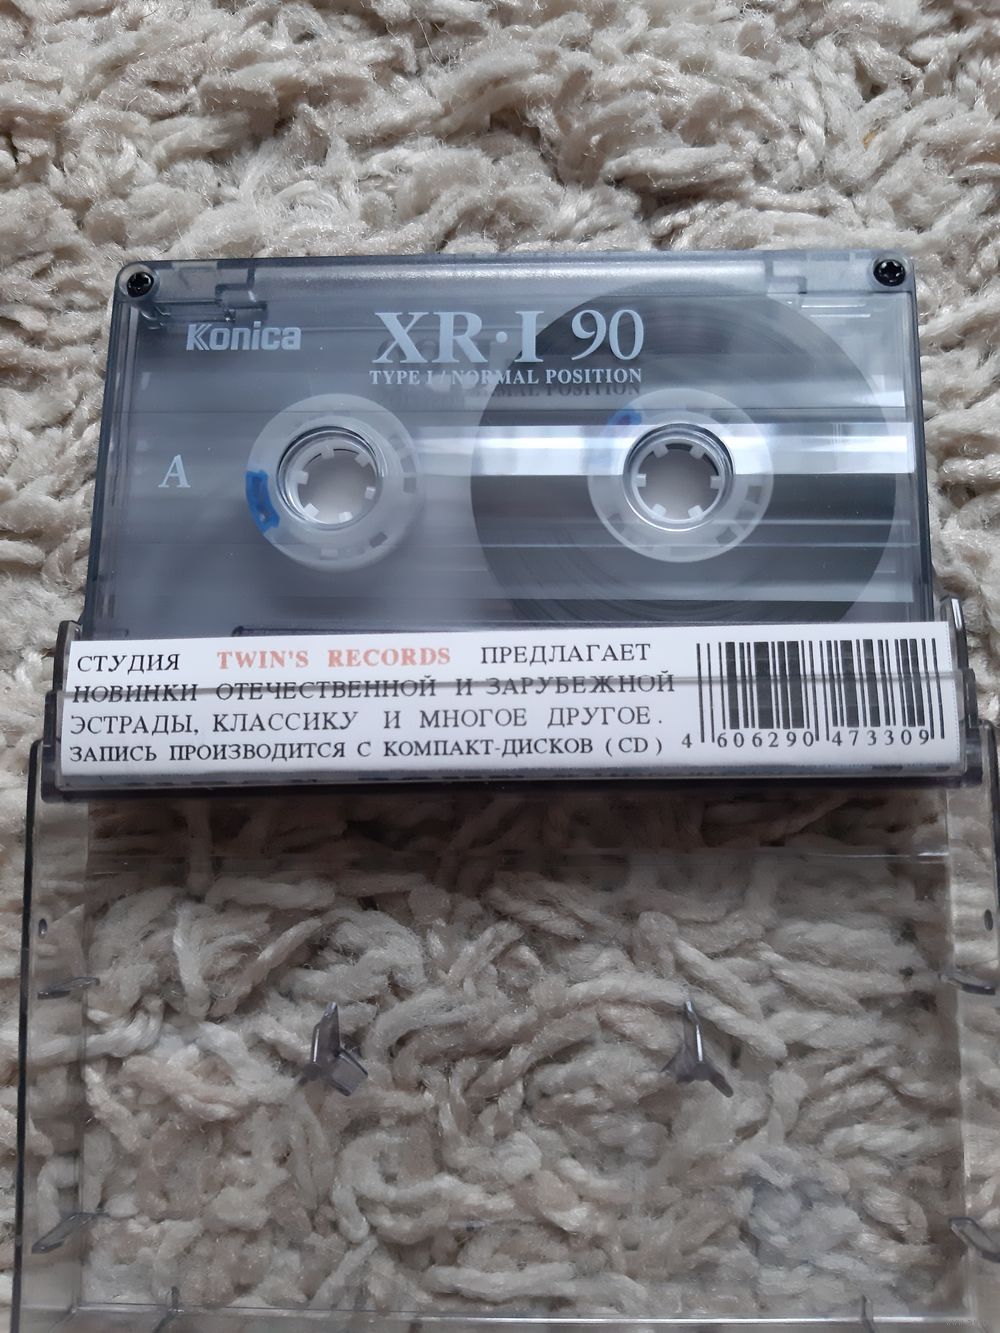 Konica
XR·I 90
TYPE I / NORMAL POSITION
A
СТУДИЯ TWIN'S RECORDS ПРЕДЛАГАЕТ
НОВИНКИ ОТЕЧЕСТВЕННОЙ И ЗАРУБЕЖНОЙ
ЭСТРАДЫ, КЛАССИКУ И МНОГОЕ ДРУГОЕ.
ЗАПИСЬ ПРОИЗВОДИТСЯ С КОМПАКТ-ДИСКОВ (CD)
4 606290 473309